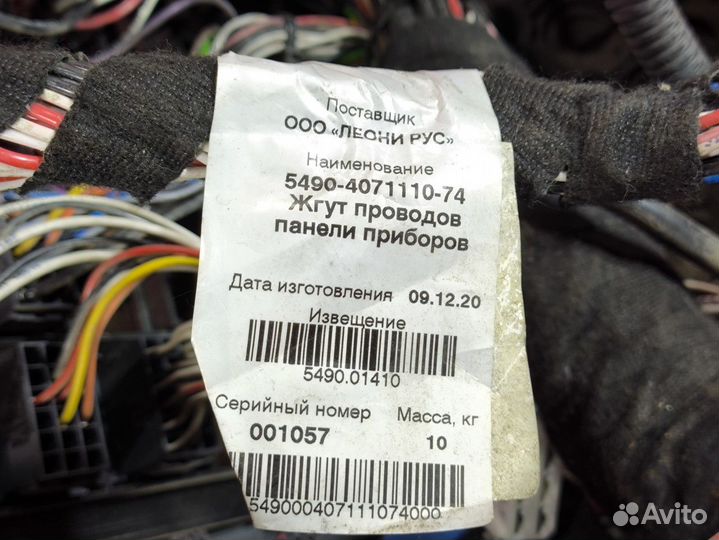 Поставщик
ООО «ЛЕОНИ РУС»
Наименование
5490-4071110-74
Жгут проводов
панели приборов
Дата изготовления 09.12.20
Извещение
5490.01410
Серийный номер Масса, кг
001057 10
549000407111074000
Avito